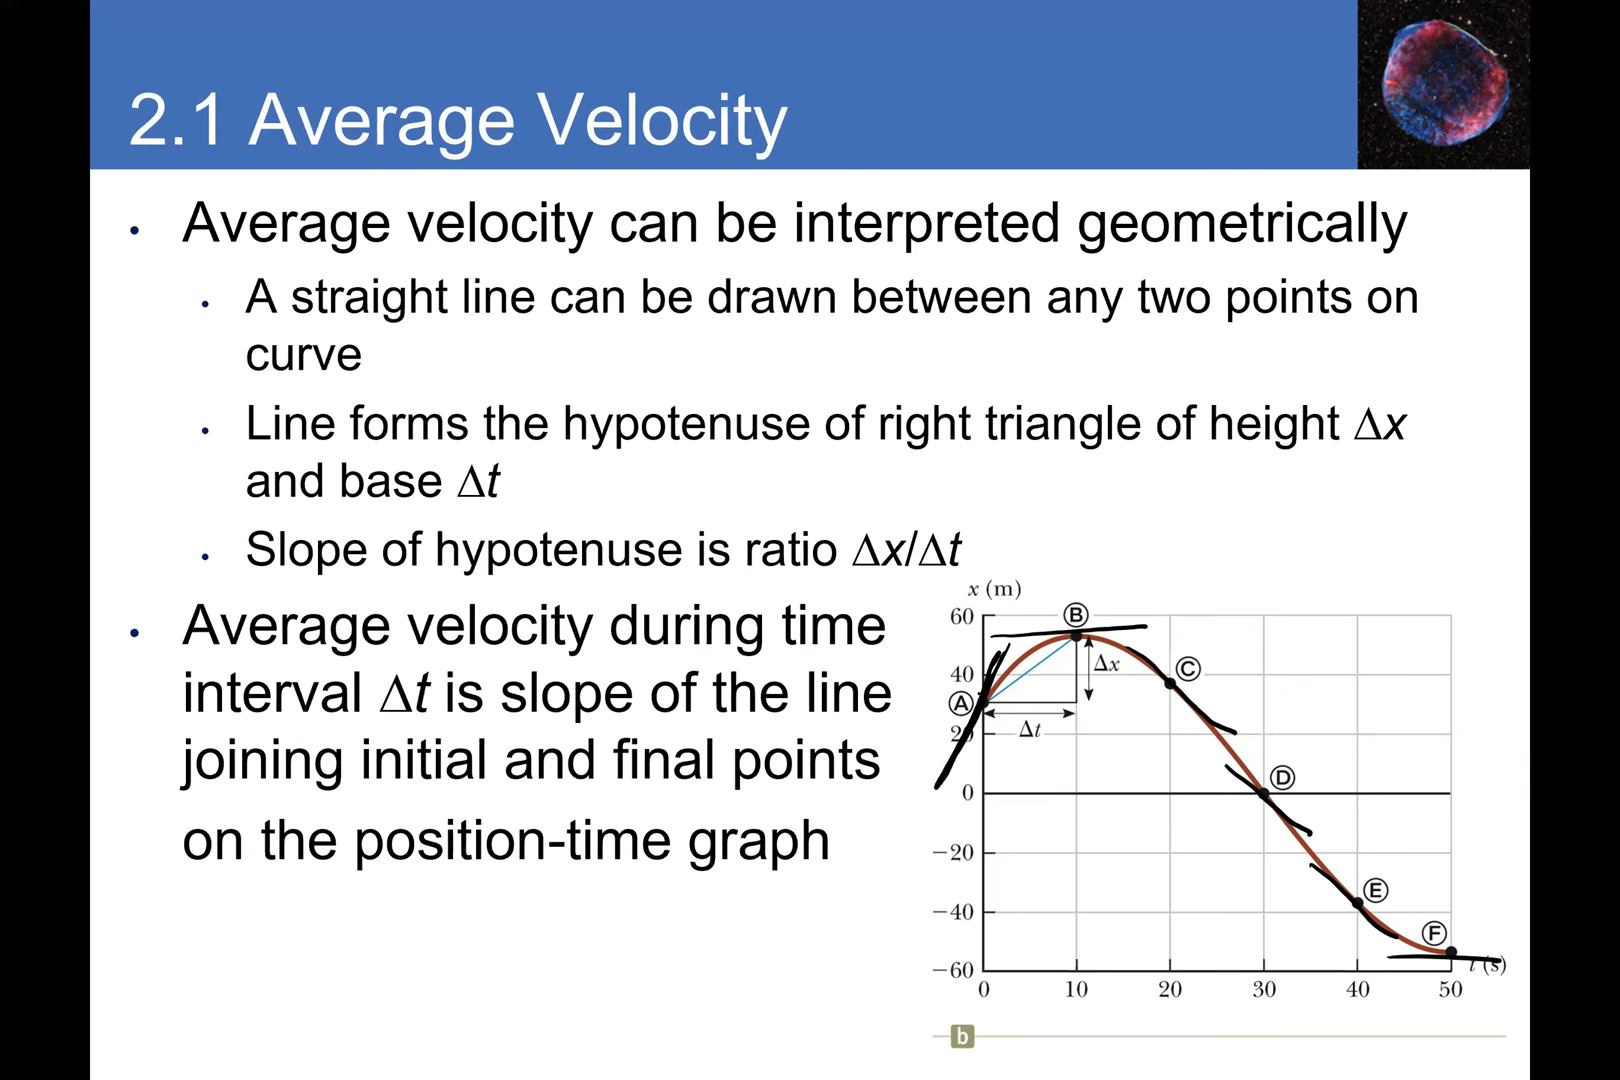 2.1 Average Velocity
• Average velocity can be interpreted geometrically
• A straight line can be drawn between any two points on
curve
• Line forms the hypotenuse of right triangle of height Δx
and base Δt
• Slope of hypotenuse is ratio Δx/Δt
• Average velocity during time
interval Δt is slope of the line
joining initial and final points
on the position-time graph
x (m)
60
40
20
0
−20
−40
−60
Ⓐ
Ⓑ
Δx
Δt
Ⓒ
Ⓓ
Ⓔ
Ⓕ
t (s)
0 10 20 30 40 50
b